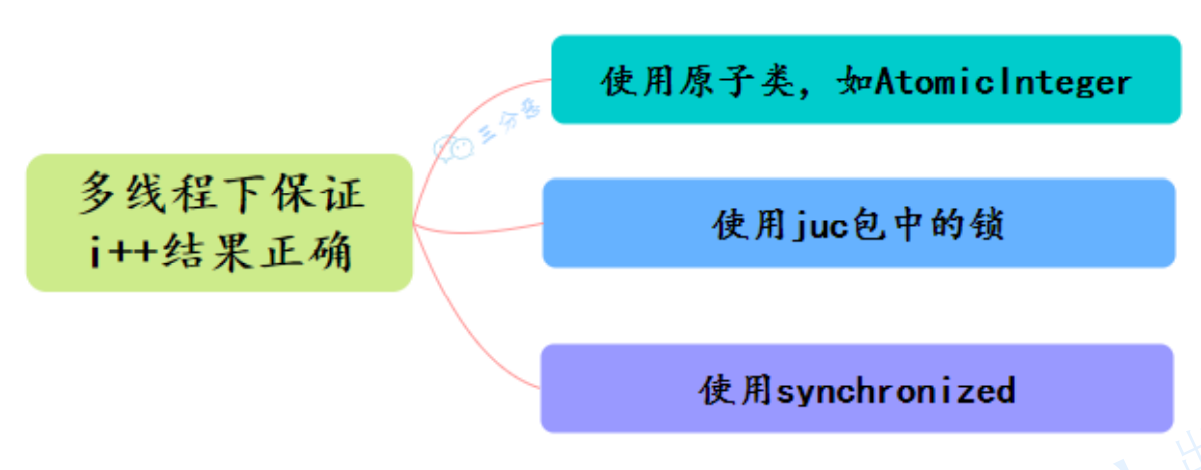 多线程下保证
i++结果正确
使用原子类，如AtomicInteger
三分恶
使用juc包中的锁
使用synchronized